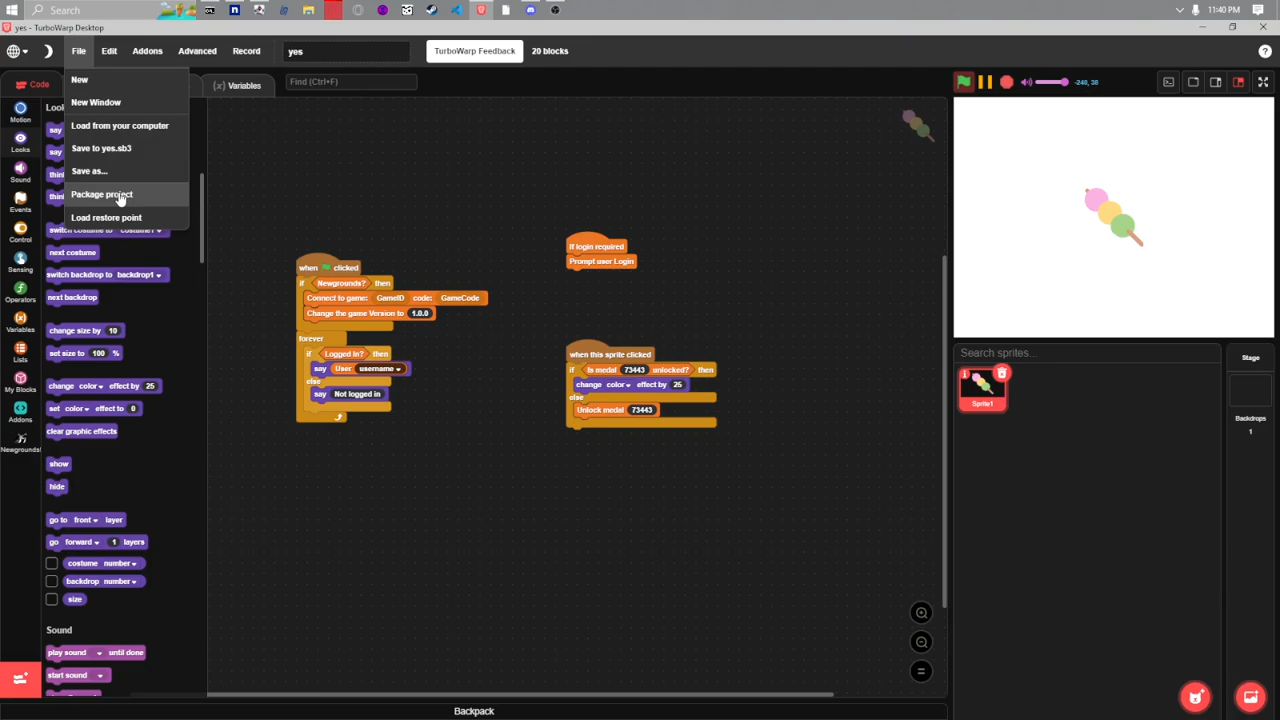 Search
11:40 PM
yes - TurboWarp Desktop
File Edit Addons Advanced Record yes TurboWarp Feedback 20 blocks
New
New Window
Load from your computer
Save to yes.sb3
Save as...
Package project
Load restore point
Code
(x) Variables
Find (Ctrl+F)
-240, 38
Motion
Looks
Sound
Events
Control
Sensing
Operators
Variables
Lists
My Blocks
Addons
say
say
next costume
switch backdrop to backdrop1
next backdrop
change size by 10
set size to 100 %
change color effect by 25
set color effect to 0
clear graphic effects
show
hide
go to front layer
go forward 1 layers
costume number
backdrop number
size
Sound
play sound until done
start sound
when clicked
if Newgrounds? then
Connect to game: GameID code: GameCode
Change the game Version to 1.0.0
forever
if Logged in? then
say User username
else
say Not logged in
If login required
Prompt user Login
when this sprite clicked
if Is medal 73443 unlocked? then
change color effect by 25
else
Unlock medal 73443
Search sprites...
Sprite1
Stage
Backdrops
1
Backpack